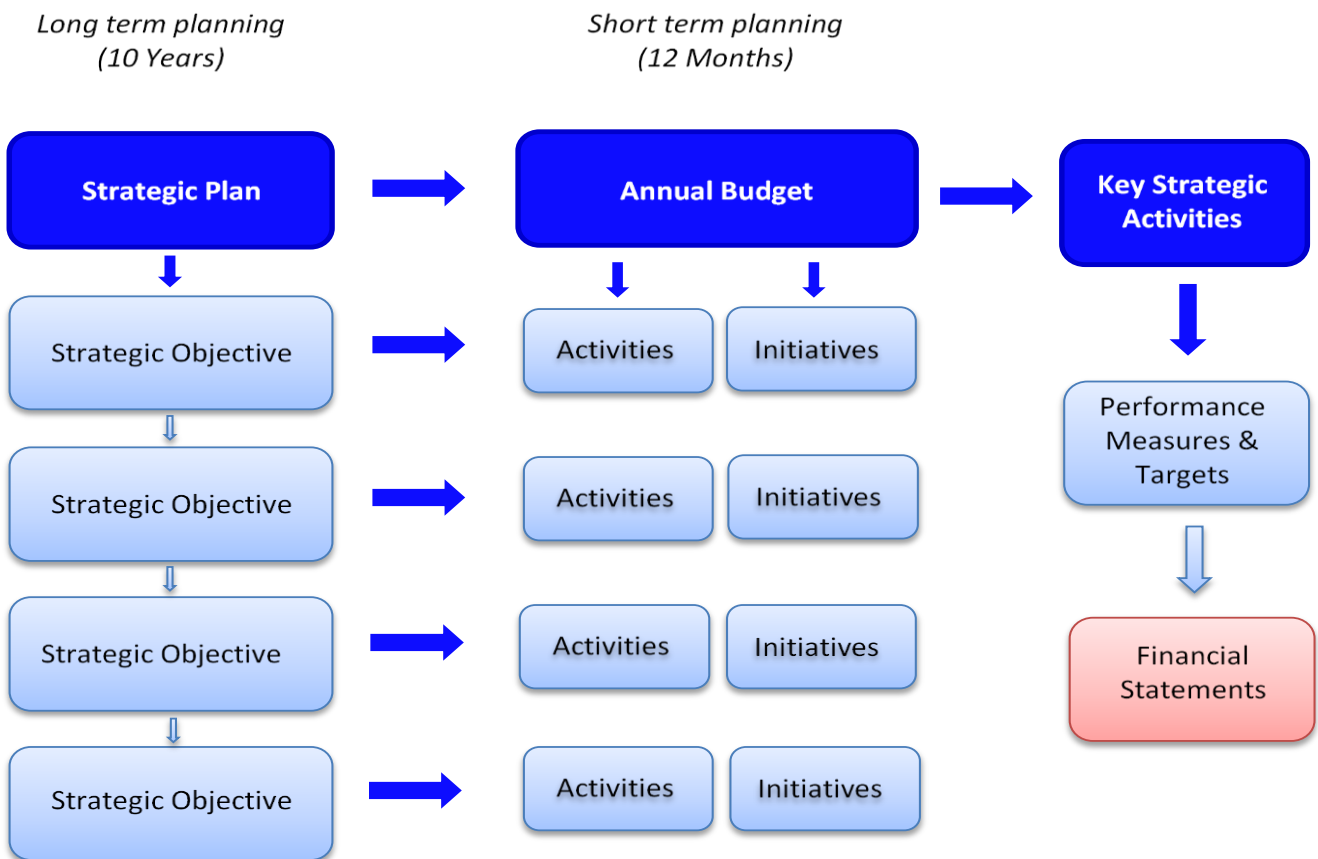 Long term planning
(10 Years)
Short term planning
(12 Months)
Strategic Plan
Annual Budget
Key Strategic
Activities
Strategic Objective
Activities
Initiatives
Performance
Measures &
Targets
Strategic Objective
Activities
Initiatives
Strategic Objective
Activities
Initiatives
Financial
Statements
Strategic Objective
Activities
Initiatives